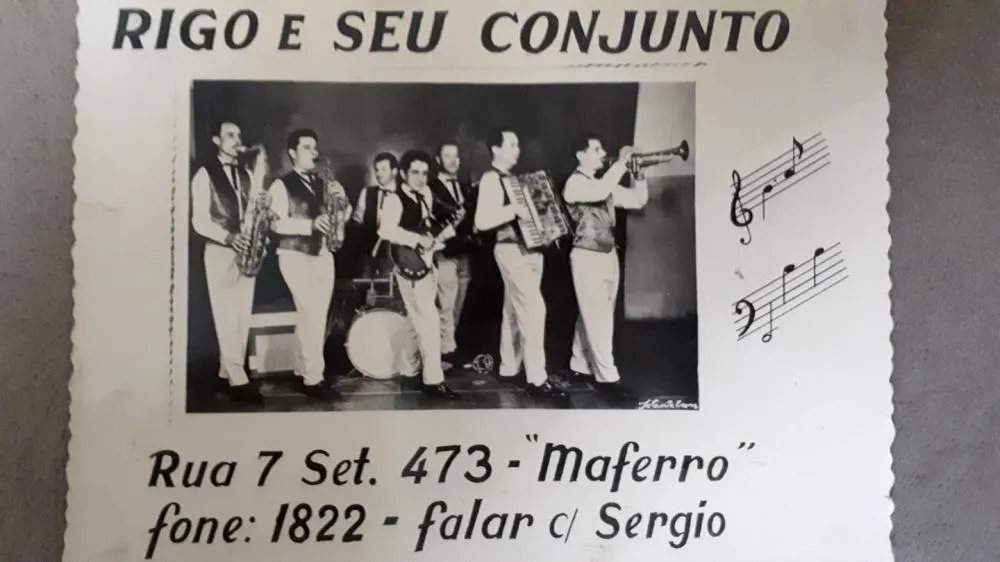 RIGO E SEU CONJUNTO
Rua 7 Set. 473 - "Maferro"
fone: 1822 - falar c/ Sergio